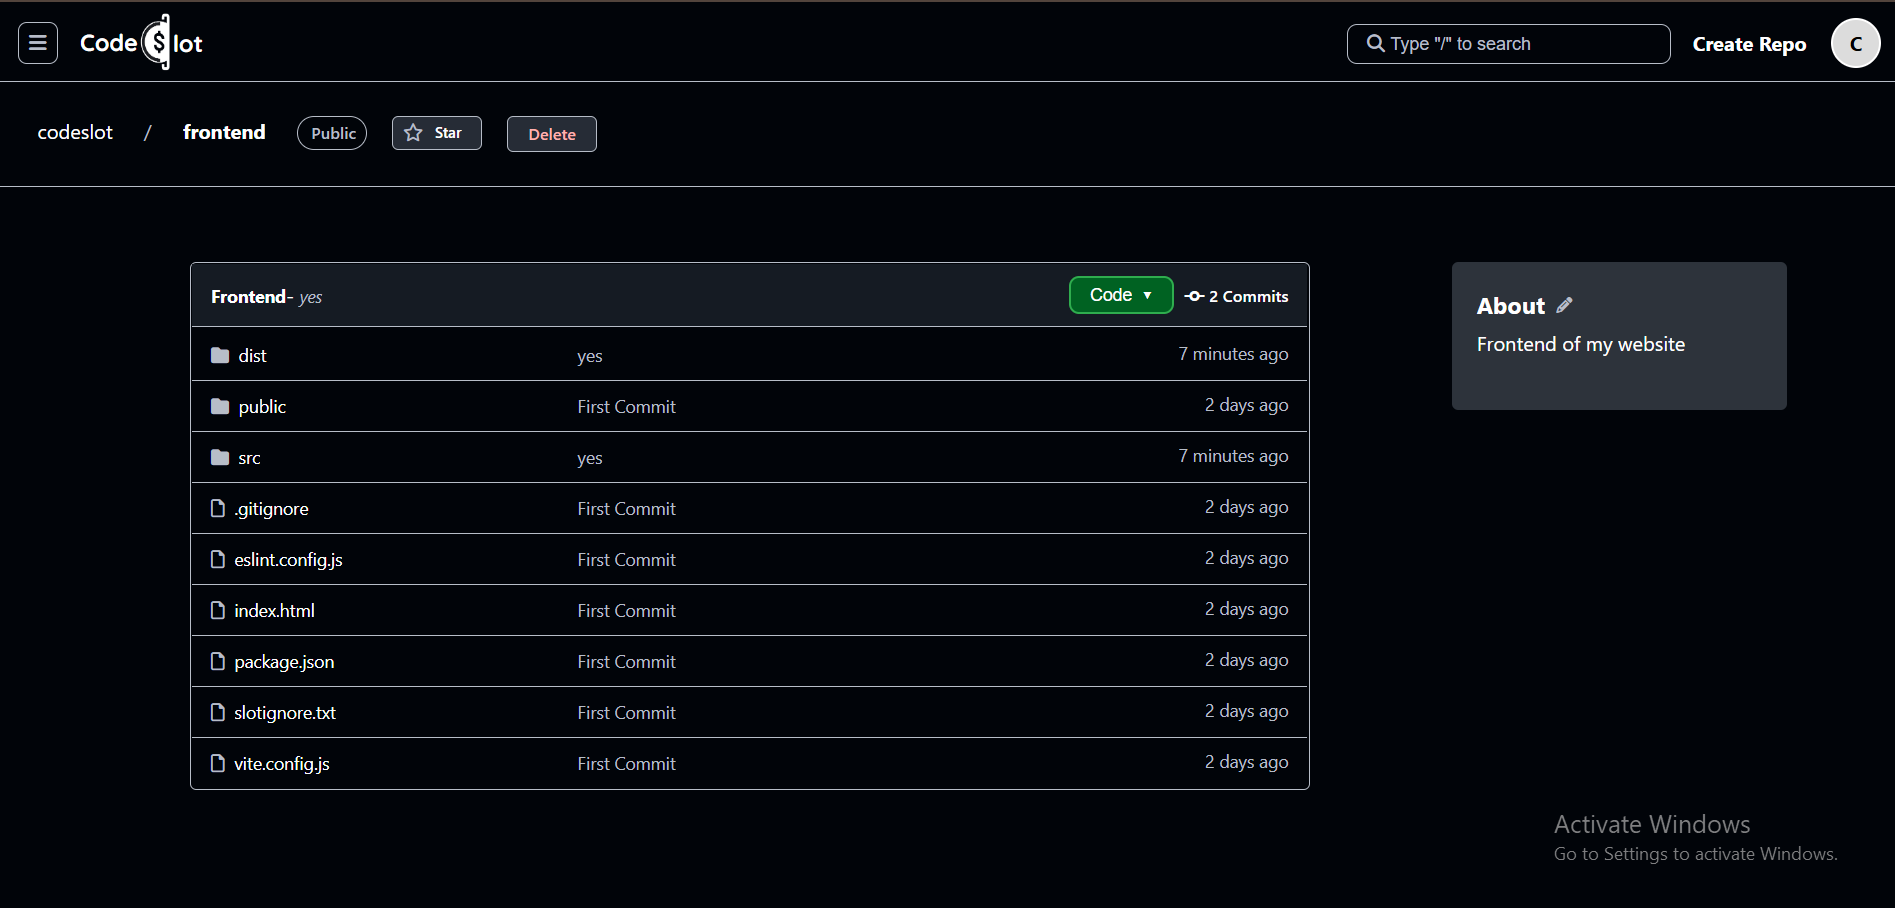 Code $lot
Type "/" to search
Create Repo
C
codeslot / frontend
Public
Star
Delete
Frontend- yes
Code ▾
2 Commits
dist yes 7 minutes ago
public First Commit 2 days ago
src yes 7 minutes ago
.gitignore First Commit 2 days ago
eslint.config.js First Commit 2 days ago
index.html First Commit 2 days ago
package.json First Commit 2 days ago
slotignore.txt First Commit 2 days ago
vite.config.js First Commit 2 days ago
About
Frontend of my website
Activate Windows
Go to Settings to activate Windows.